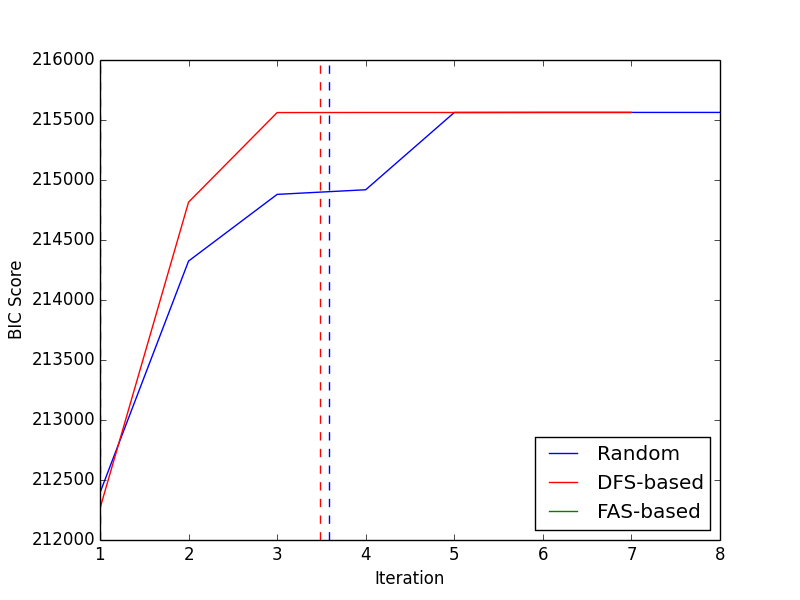 216000
215500
215000
214500
214000
213500
213000
212500
212000
BIC Score
1 2 3 4 5 6 7 8
Iteration
Random
DFS-based
FAS-based